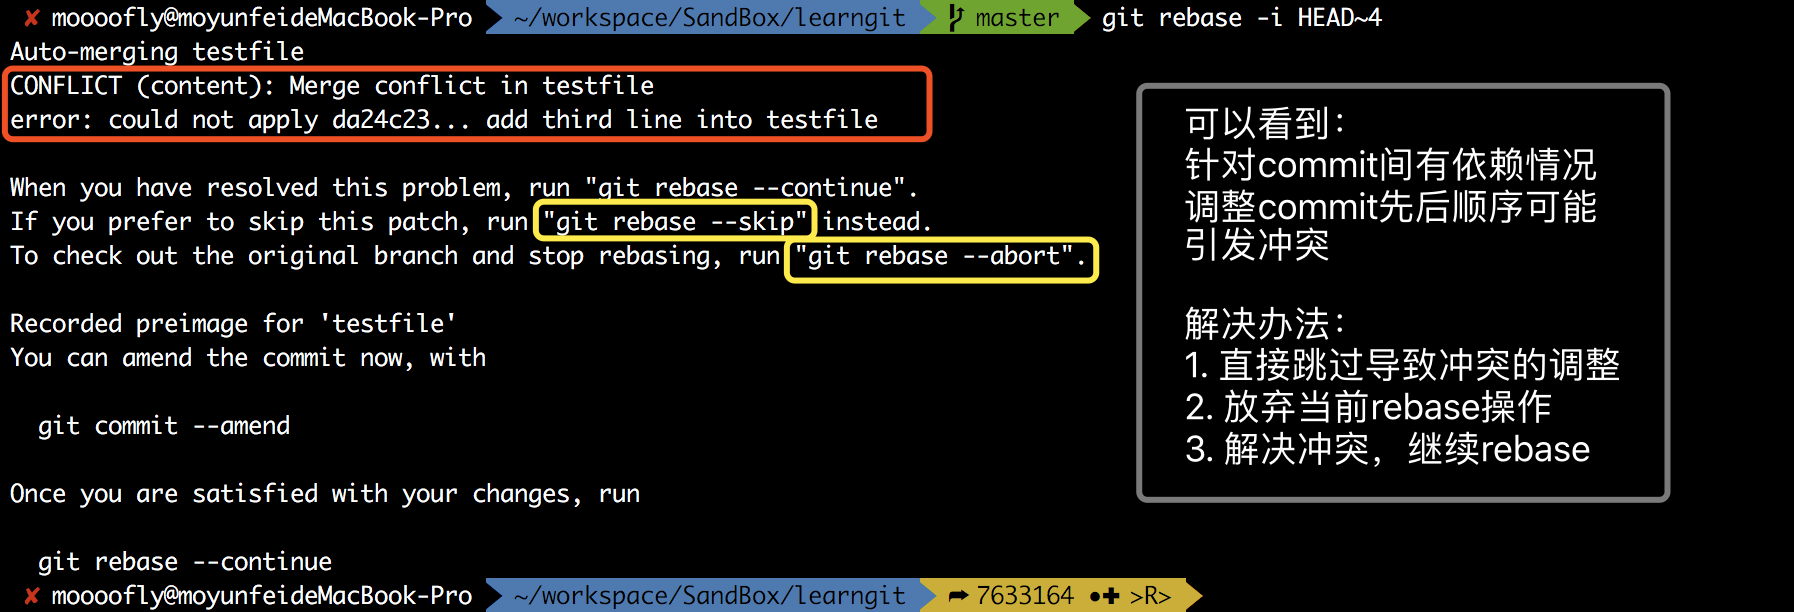 ✘ moooofly@moyunfeideMacBook-Pro ~/workspace/SandBox/learngit master git rebase -i HEAD~4
Auto-merging testfile
CONFLICT (content): Merge conflict in testfile
error: could not apply da24c23... add third line into testfile
When you have resolved this problem, run "git rebase --continue".
If you prefer to skip this patch, run "git rebase --skip" instead.
To check out the original branch and stop rebasing, run "git rebase --abort".
Recorded preimage for 'testfile'
You can amend the commit now, with
git commit --amend
Once you are satisfied with your changes, run
git rebase --continue
✘ moooofly@moyunfeideMacBook-Pro ~/workspace/SandBox/learngit ➦ 7633164 ●✚ >R>
可以看到：
针对commit间有依赖情况
调整commit先后顺序可能
引发冲突
解决办法：
1. 直接跳过导致冲突的调整
2. 放弃当前rebase操作
3. 解决冲突，继续rebase